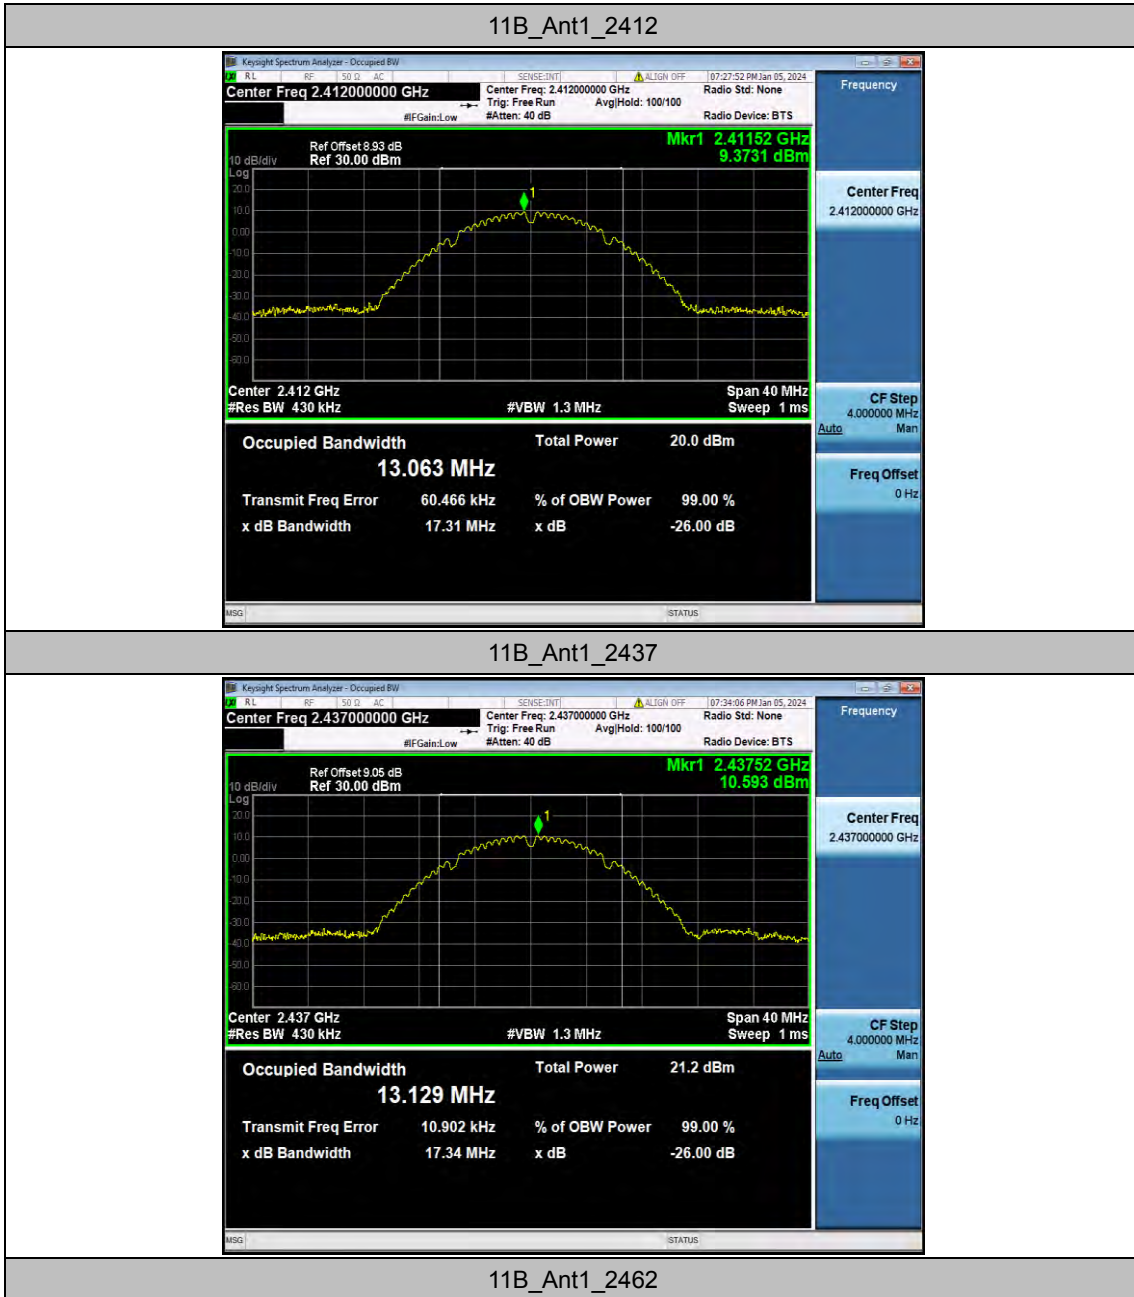 11B_Ant1_2412
Keysight Spectrum Analyzer - Occupied BW
RL RF 50 Ω AC SENSE:INT ALIGN OFF 07:27:52 PM Jan 05, 2024
Center Freq 2.412000000 GHz Center Freq: 2.412000000 GHz Radio Std: None
Trig: Free Run Avg|Hold: 100/100
#IFGain:Low #Atten: 40 dB Radio Device: BTS
Frequency
Mkr1 2.41152 GHz
Ref Offset 8.93 dB 9.3731 dBm
10 dB/div Ref 30.00 dBm
Log
20.0
10.0
0.00
-10.0
-20.0
-30.0
-40.0
-50.0
-60.0
1
Center Freq
2.412000000 GHz
Center 2.412 GHz Span 40 MHz
#Res BW 430 kHz #VBW 1.3 MHz Sweep 1 ms
CF Step
4.000000 MHz
Auto Man
Occupied Bandwidth Total Power 20.0 dBm
13.063 MHz
Transmit Freq Error 60.466 kHz % of OBW Power 99.00 %
x dB Bandwidth 17.31 MHz x dB -26.00 dB
Freq Offset
0 Hz
MSG STATUS
11B_Ant1_2437
Keysight Spectrum Analyzer - Occupied BW
RL RF 50 Ω AC SENSE:INT ALIGN OFF 07:34:06 PM Jan 05, 2024
Center Freq 2.437000000 GHz Center Freq: 2.437000000 GHz Radio Std: None
Trig: Free Run Avg|Hold: 100/100
#IFGain:Low #Atten: 40 dB Radio Device: BTS
Frequency
Mkr1 2.43752 GHz
Ref Offset 9.05 dB 10.593 dBm
10 dB/div Ref 30.00 dBm
Log
20.0
10.0
0.00
-10.0
-20.0
-30.0
-40.0
-50.0
-60.0
1
Center Freq
2.437000000 GHz
Center 2.437 GHz Span 40 MHz
#Res BW 430 kHz #VBW 1.3 MHz Sweep 1 ms
CF Step
4.000000 MHz
Auto Man
Occupied Bandwidth Total Power 21.2 dBm
13.129 MHz
Transmit Freq Error 10.902 kHz % of OBW Power 99.00 %
x dB Bandwidth 17.34 MHz x dB -26.00 dB
Freq Offset
0 Hz
MSG STATUS
11B_Ant1_2462